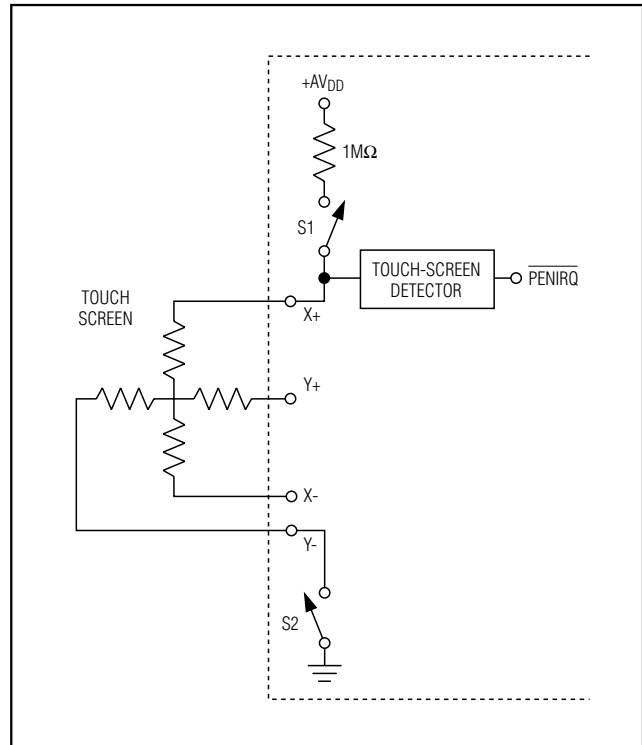 +AVDD
1MΩ
S1
TOUCH-SCREEN
DETECTOR
PENIRQ
TOUCH
SCREEN
X+
Y+
X-
Y-
S2